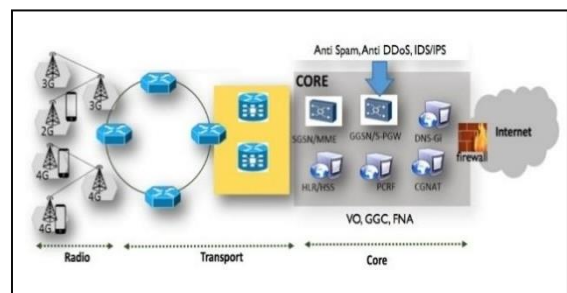 Anti Spam, Anti DDoS, IDS/IPS
CORE
3G
3G
2G
4G
4G
4G
SGSN/MME
GGSN/S-PGW
DNS-Gi
HLR/HSS
PCRF
CGNAT
firewall
Internet
VO, GGC, FNA
Radio
Transport
Core